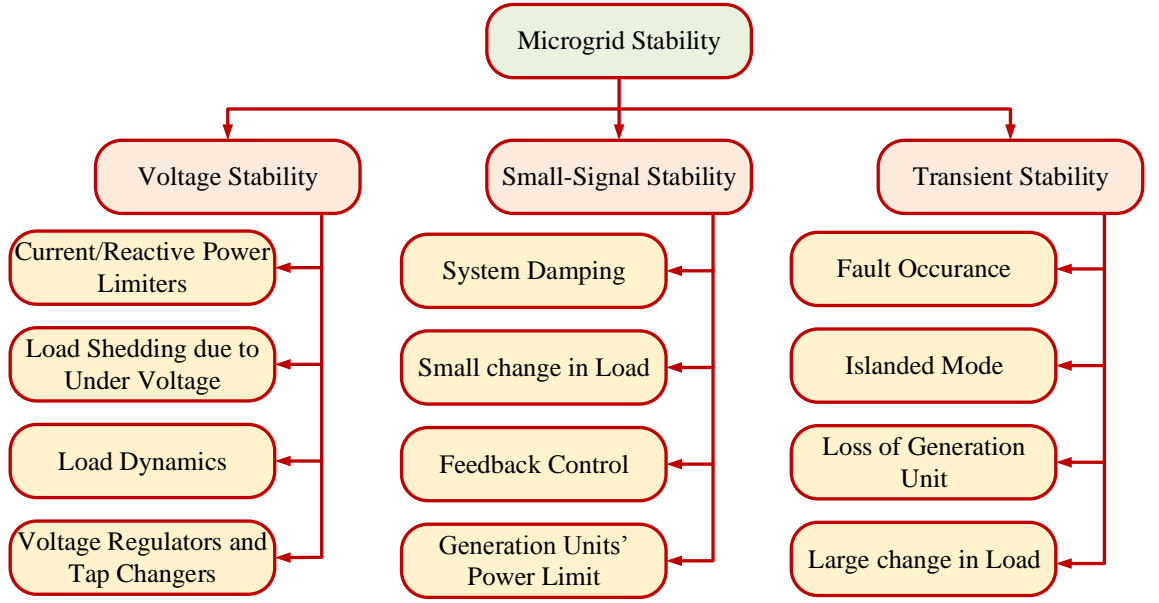 Microgrid Stability
Voltage Stability
Small-Signal Stability
Transient Stability
Current/Reactive Power
Limiters
Load Shedding due to
Under Voltage
Load Dynamics
Voltage Regulators and
Tap Changers
System Damping
Small change in Load
Feedback Control
Generation Units’
Power Limit
Fault Occurance
Islanded Mode
Loss of Generation
Unit
Large change in Load